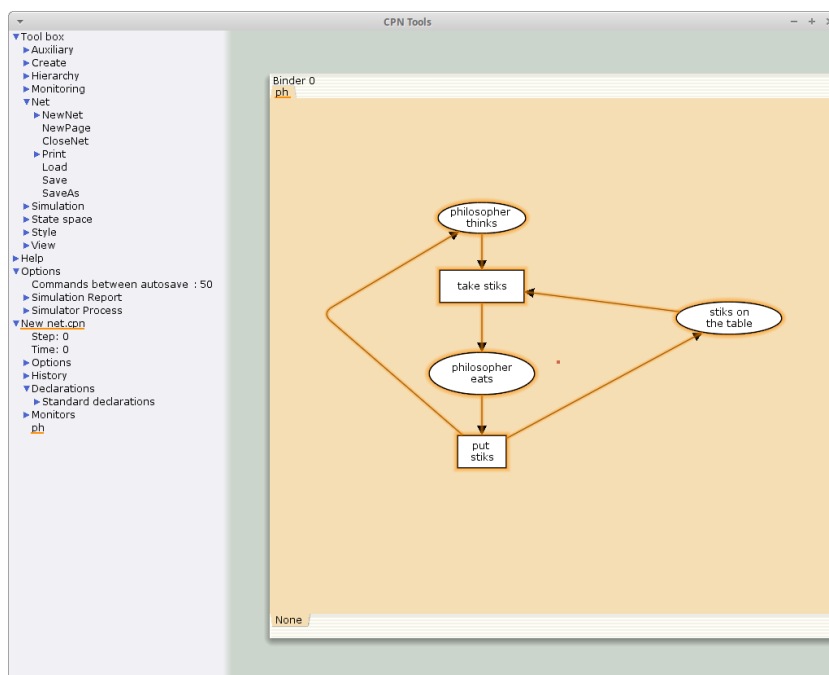 CPN Tools
Tool box
Auxiliary
Create
Hierarchy
Monitoring
Net
NewNet
NewPage
CloseNet
Print
Load
Save
SaveAs
Simulation
State space
Style
View
Help
Options
Commands between autosave : 50
Simulation Report
Simulator Process
New net.cpn
Step: 0
Time: 0
Options
History
Declarations
Standard declarations
Monitors
ph
Binder 0
ph
philosopher
thinks
take stiks
stiks on
the table
philosopher
eats
put
stiks
None